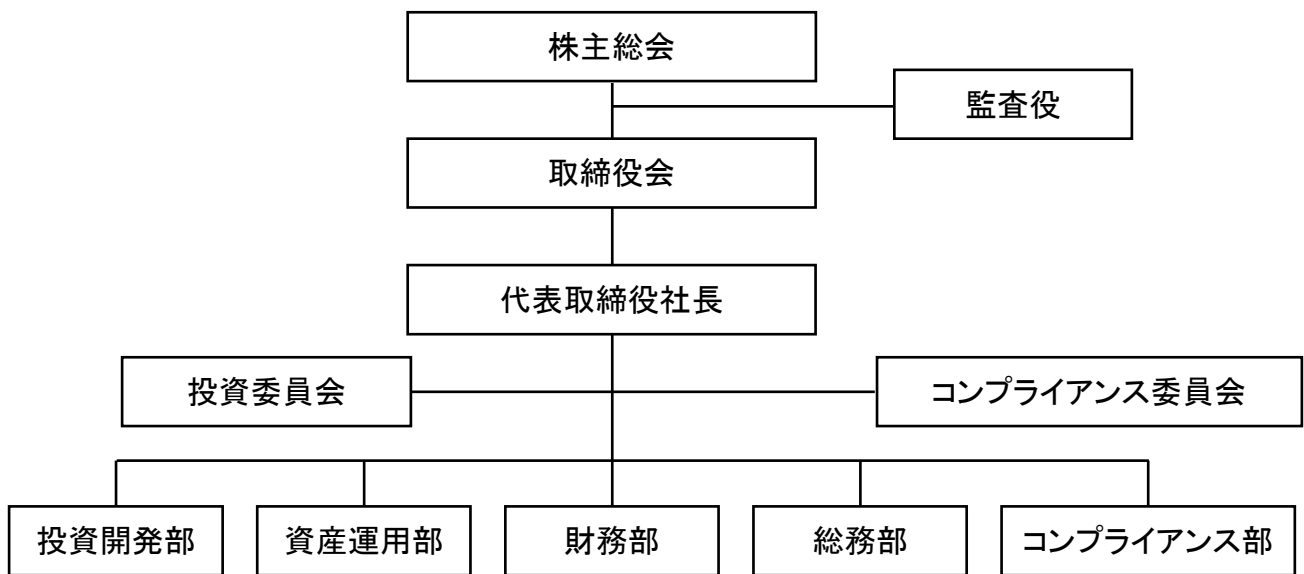 株主総会
監査役
取締役会
代表取締役社長
投資委員会
コンプライアンス委員会
投資開発部
資産運用部
財務部
総務部
コンプライアンス部